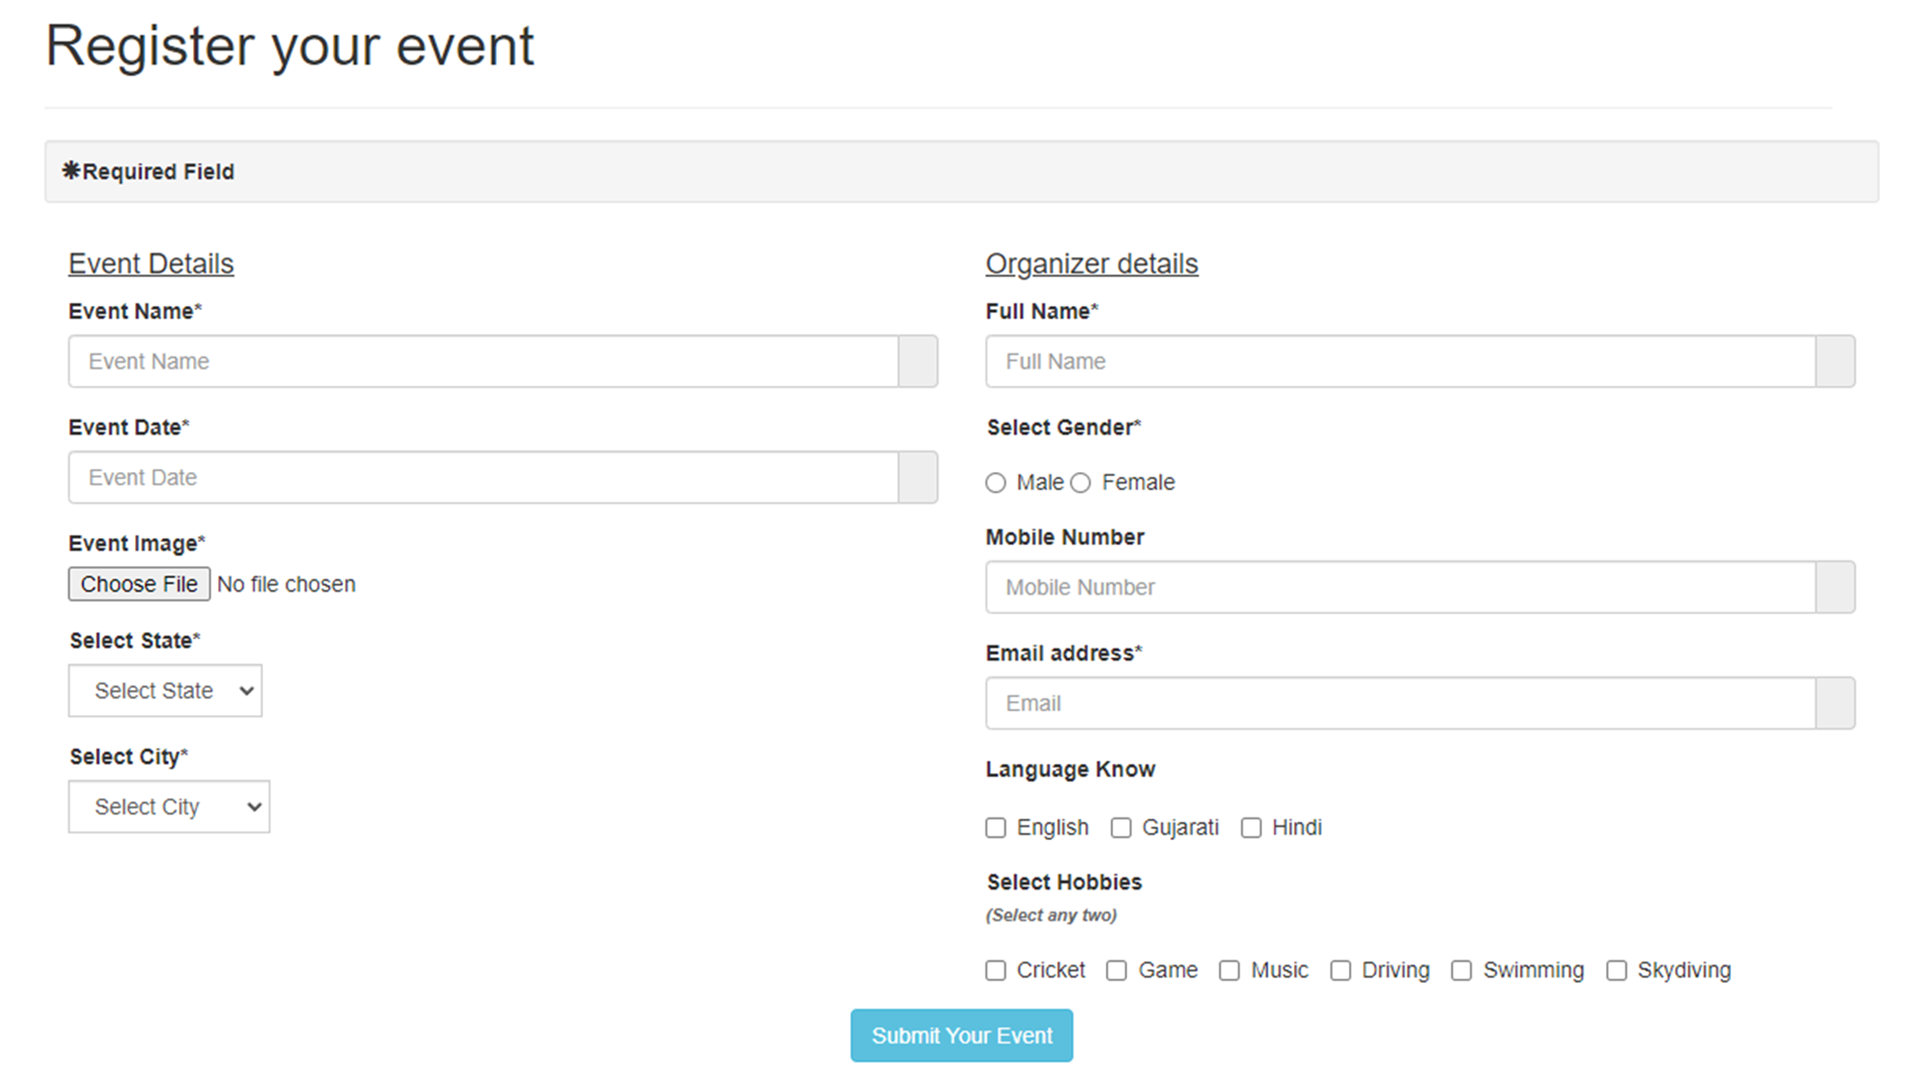 Register your event
✱Required Field
Event Details
Event Name*
Event Name
Event Date*
Event Date
Event Image*
Choose File No file chosen
Select State*
Select State
Select City*
Select City
Organizer details
Full Name*
Full Name
Select Gender*
Male Female
Mobile Number
Mobile Number
Email address*
Email
Language Know
English Gujarati Hindi
Select Hobbies
(Select any two)
Cricket Game Music Driving Swimming Skydiving
Submit Your Event